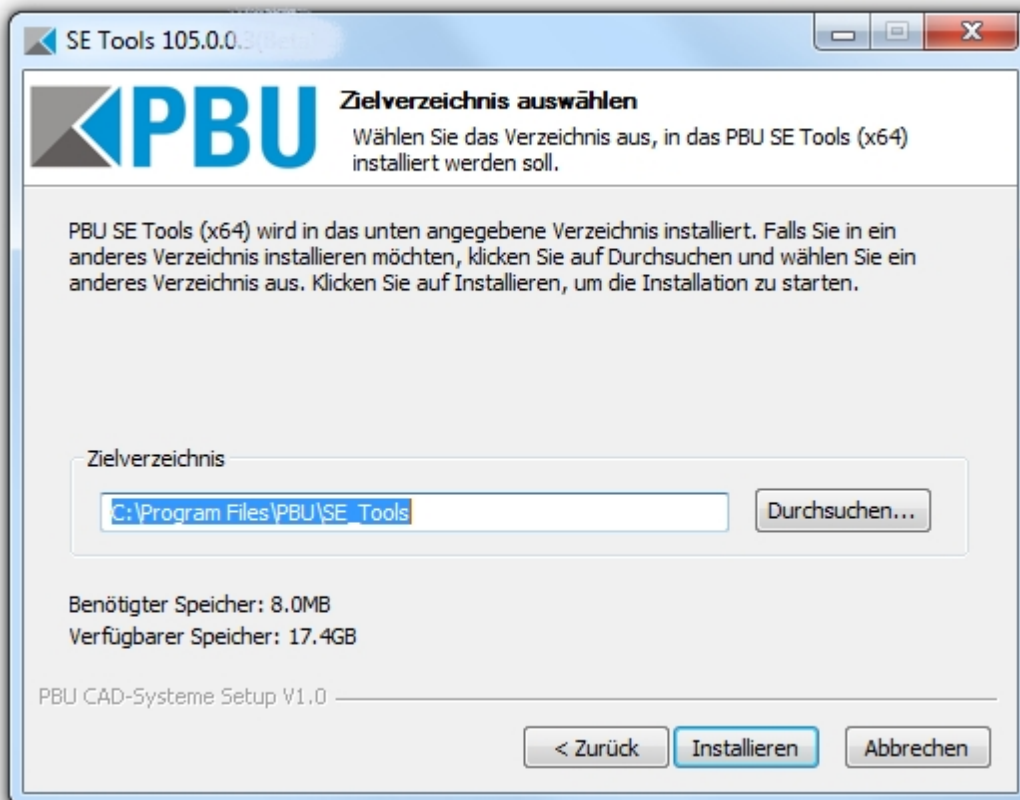 SE Tools 105.0.0.3(Beta)
PBU
Zielverzeichnis auswählen
Wählen Sie das Verzeichnis aus, in das PBU SE Tools (x64)
installiert werden soll.
PBU SE Tools (x64) wird in das unten angegebene Verzeichnis installiert. Falls Sie in ein
anderes Verzeichnis installieren möchten, klicken Sie auf Durchsuchen und wählen Sie ein
anderes Verzeichnis aus. Klicken Sie auf Installieren, um die Installation zu starten.
Zielverzeichnis
C:\Program Files\PBU\SE_Tools
Durchsuchen...
Benötigter Speicher: 8.0MB
Verfügbarer Speicher: 17.4GB
PBU CAD-Systeme Setup V1.0
< Zurück
Installieren
Abbrechen